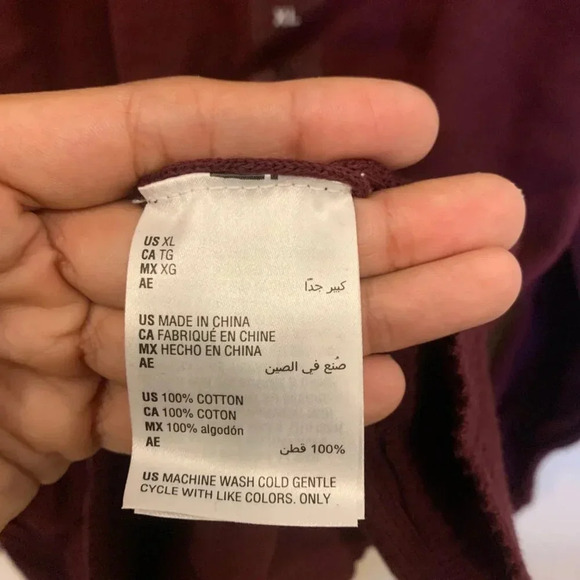 XL
US XL
CA TG
MX XG
AE كبير جدًا
US MADE IN CHINA
CA FABRIQUÉ EN CHINE
MX HECHO EN CHINA
AE صُنع في الصين
US 100% COTTON
CA 100% COTON
MX 100% algodón
AE 100% قطن
US MACHINE WASH COLD GENTLE
CYCLE WITH LIKE COLORS. ONLY